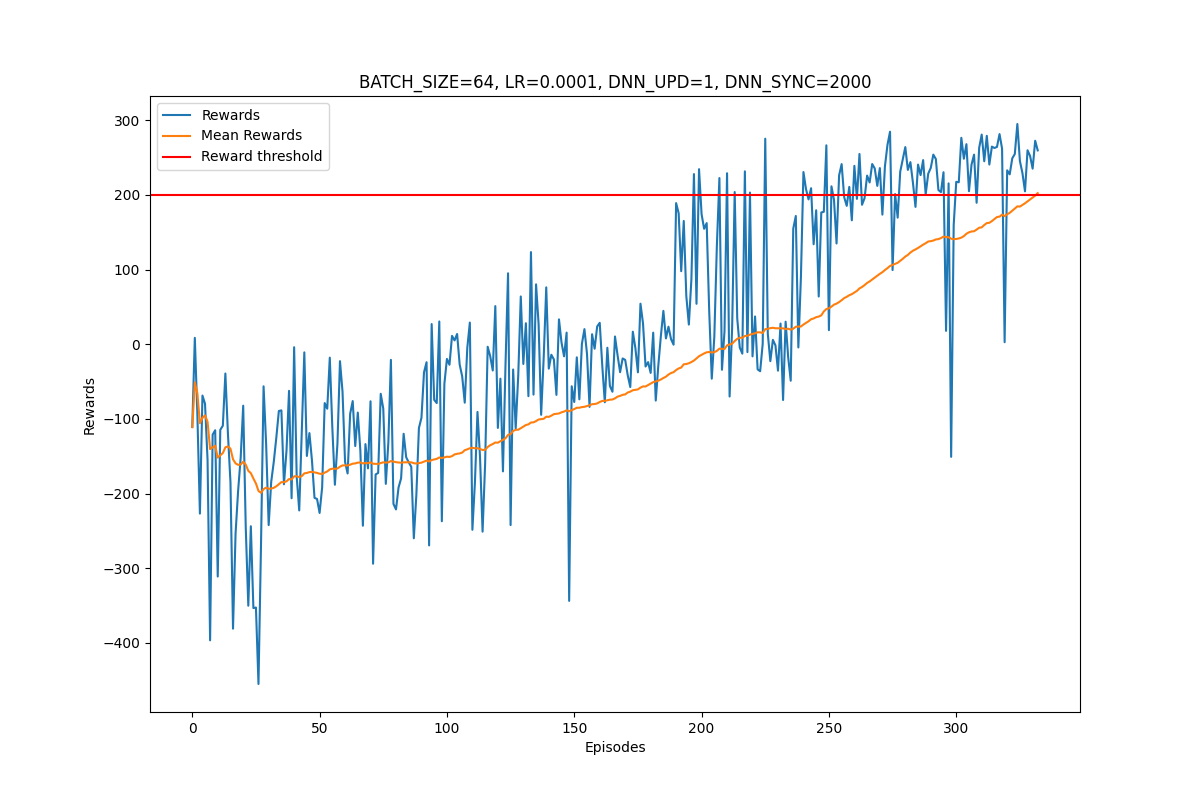 BATCH_SIZE=64, LR=0.0001, DNN_UPD=1, DNN_SYNC=2000
Rewards
Mean Rewards
Reward threshold
300
200
100
0
−100
−200
−300
−400
Rewards
0
50
100
150
200
250
300
Episodes